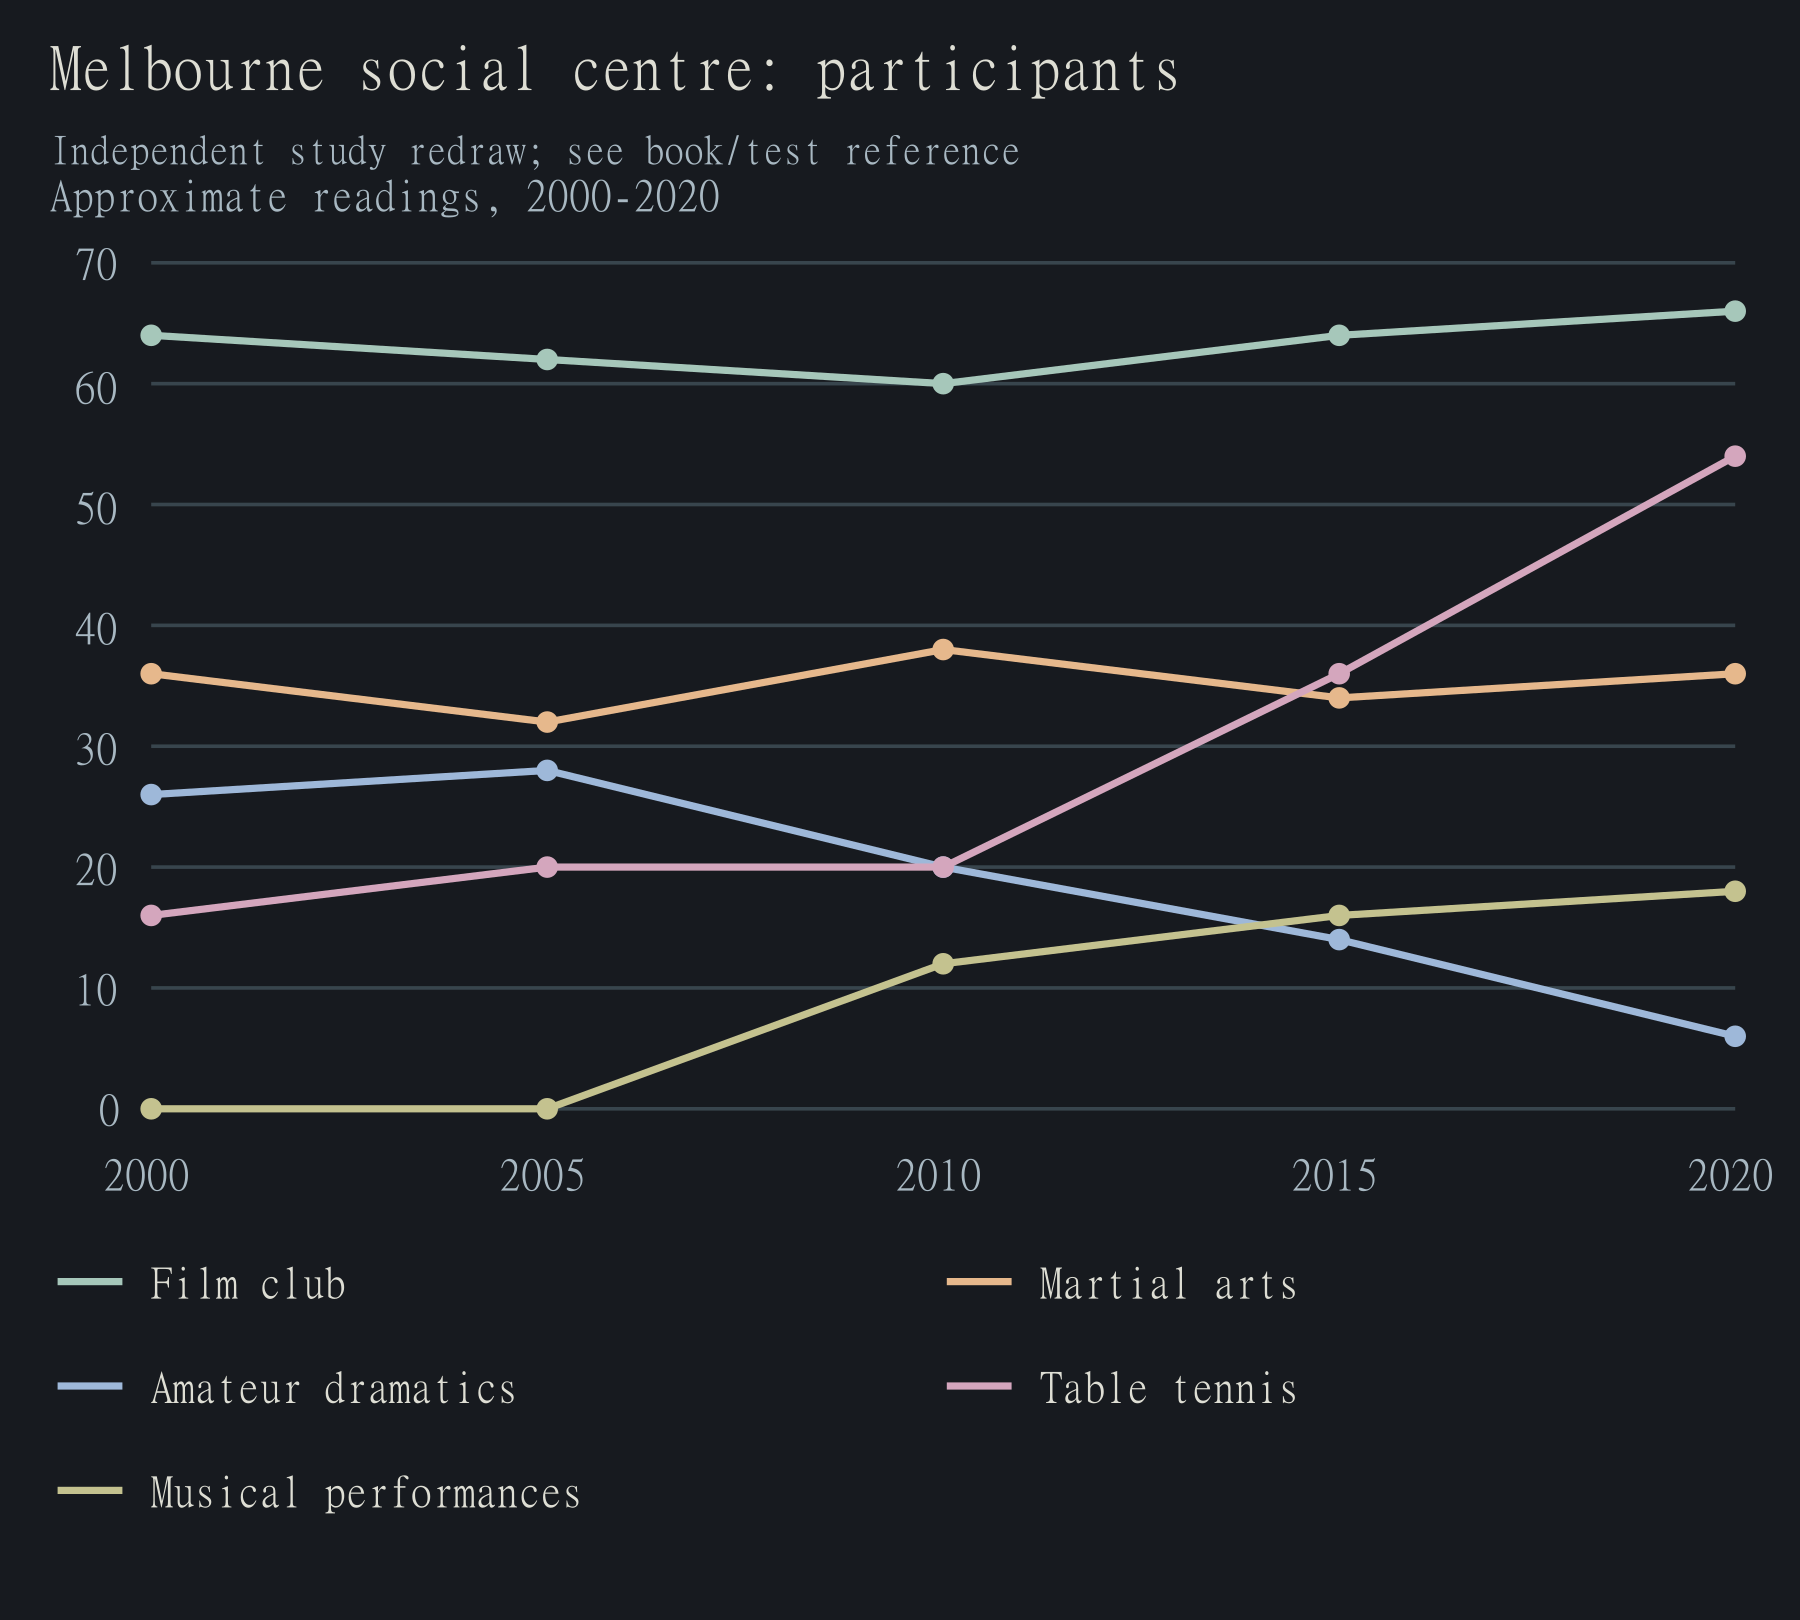 Melbourne social centre: participants
Independent study redraw; see book/test reference
Approximate readings, 2000-2020
70
60
50
40
30
20
10
0
2000 2005 2010 2015 2020
Film club Martial arts
Amateur dramatics Table tennis
Musical performances